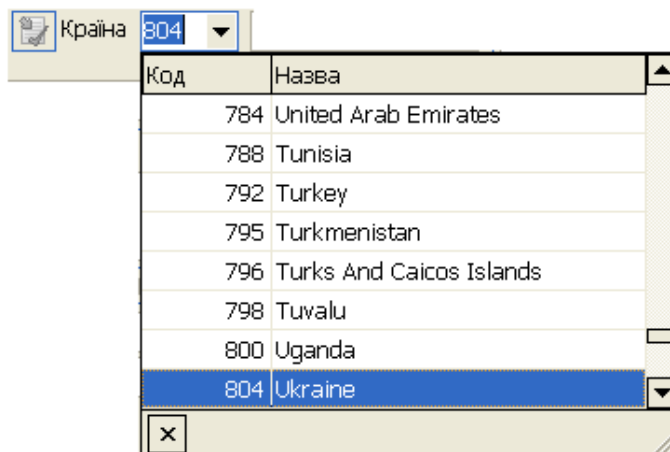 Країна 804
Код Назва
784 United Arab Emirates
788 Tunisia
792 Turkey
795 Turkmenistan
796 Turks And Caicos Islands
798 Tuvalu
800 Uganda
804 Ukraine